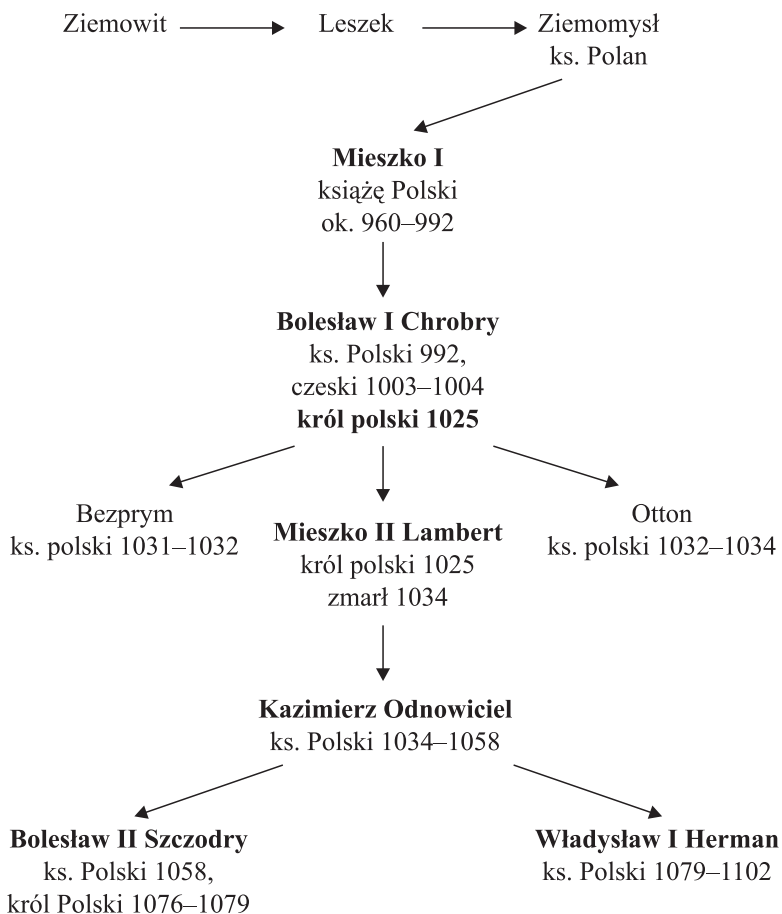 Ziemowit Leszek Ziemomysł
ks. Polan
Mieszko I
książę Polski
ok. 960–992
Bolesław I Chrobry
ks. Polski 992,
czeski 1003–1004
król polski 1025
Bezprym
ks. polski 1031–1032
Mieszko II Lambert
król polski 1025
zmarł 1034
Otton
ks. polski 1032–1034
Kazimierz Odnowiciel
ks. Polski 1034–1058
Bolesław II Szczodry
ks. Polski 1058,
król Polski 1076–1079
Władysław I Herman
ks. Polski 1079–1102